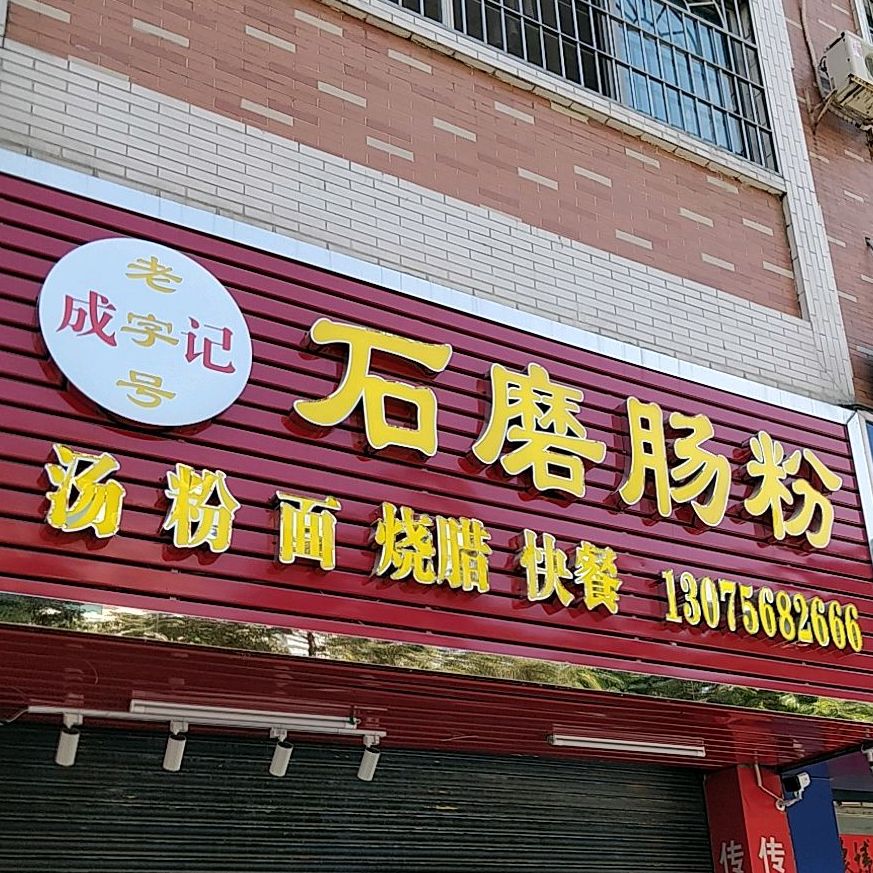 老字号
成记
石磨肠粉
汤 粉 面 烧腊 快餐 13075682666
传 传